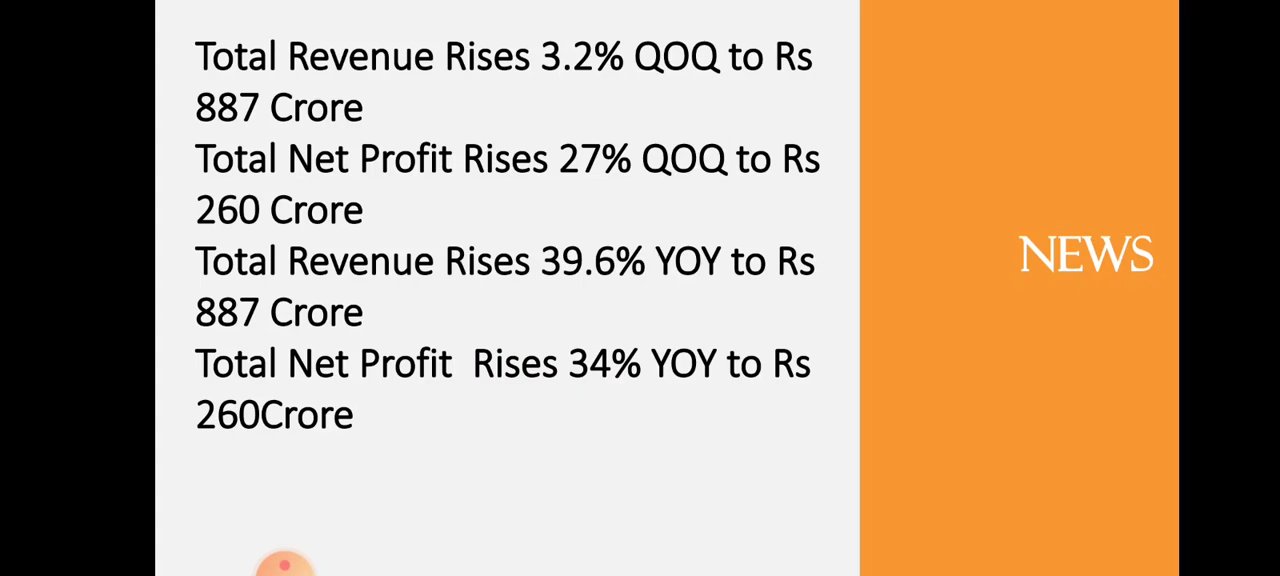 Total Revenue Rises 3.2% QOQ to Rs
887 Crore
Total Net Profit Rises 27% QOQ to Rs
260 Crore
Total Revenue Rises 39.6% YOY to Rs
887 Crore
Total Net Profit  Rises 34% YOY to Rs
260Crore
NEWS